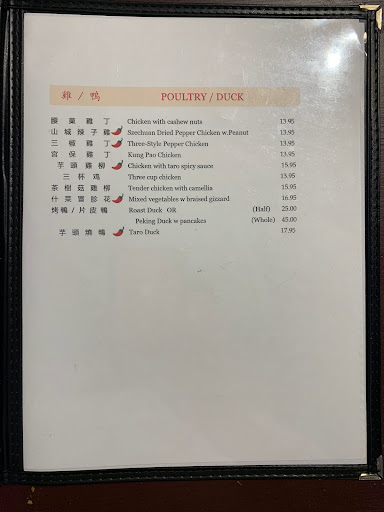 雞 / 鴨 POULTRY / DUCK
腰菓雞丁 Chicken with cashew nuts 13.95
山城辣子雞 Szechuan Dried Pepper Chicken w.Peanut 13.95
三椒雞丁 Three-Style Pepper Chicken 13.95
宮保雞丁 Kung Pao Chicken 13.95
芋頭雞柳 Chicken with taro spicy sauce 15.95
三杯鸡 Three cup chicken 13.95
茶樹菇雞柳 Tender chicken with camellia 15.95
什菜冒胗花 Mixed vegetables w braised gizzard 16.95
烤鴨 / 片皮鴨 Roast Duck OR (Half) 25.00
Peking Duck w pancakes (Whole) 45.00
芋頭燒鴨 Taro Duck 17.95